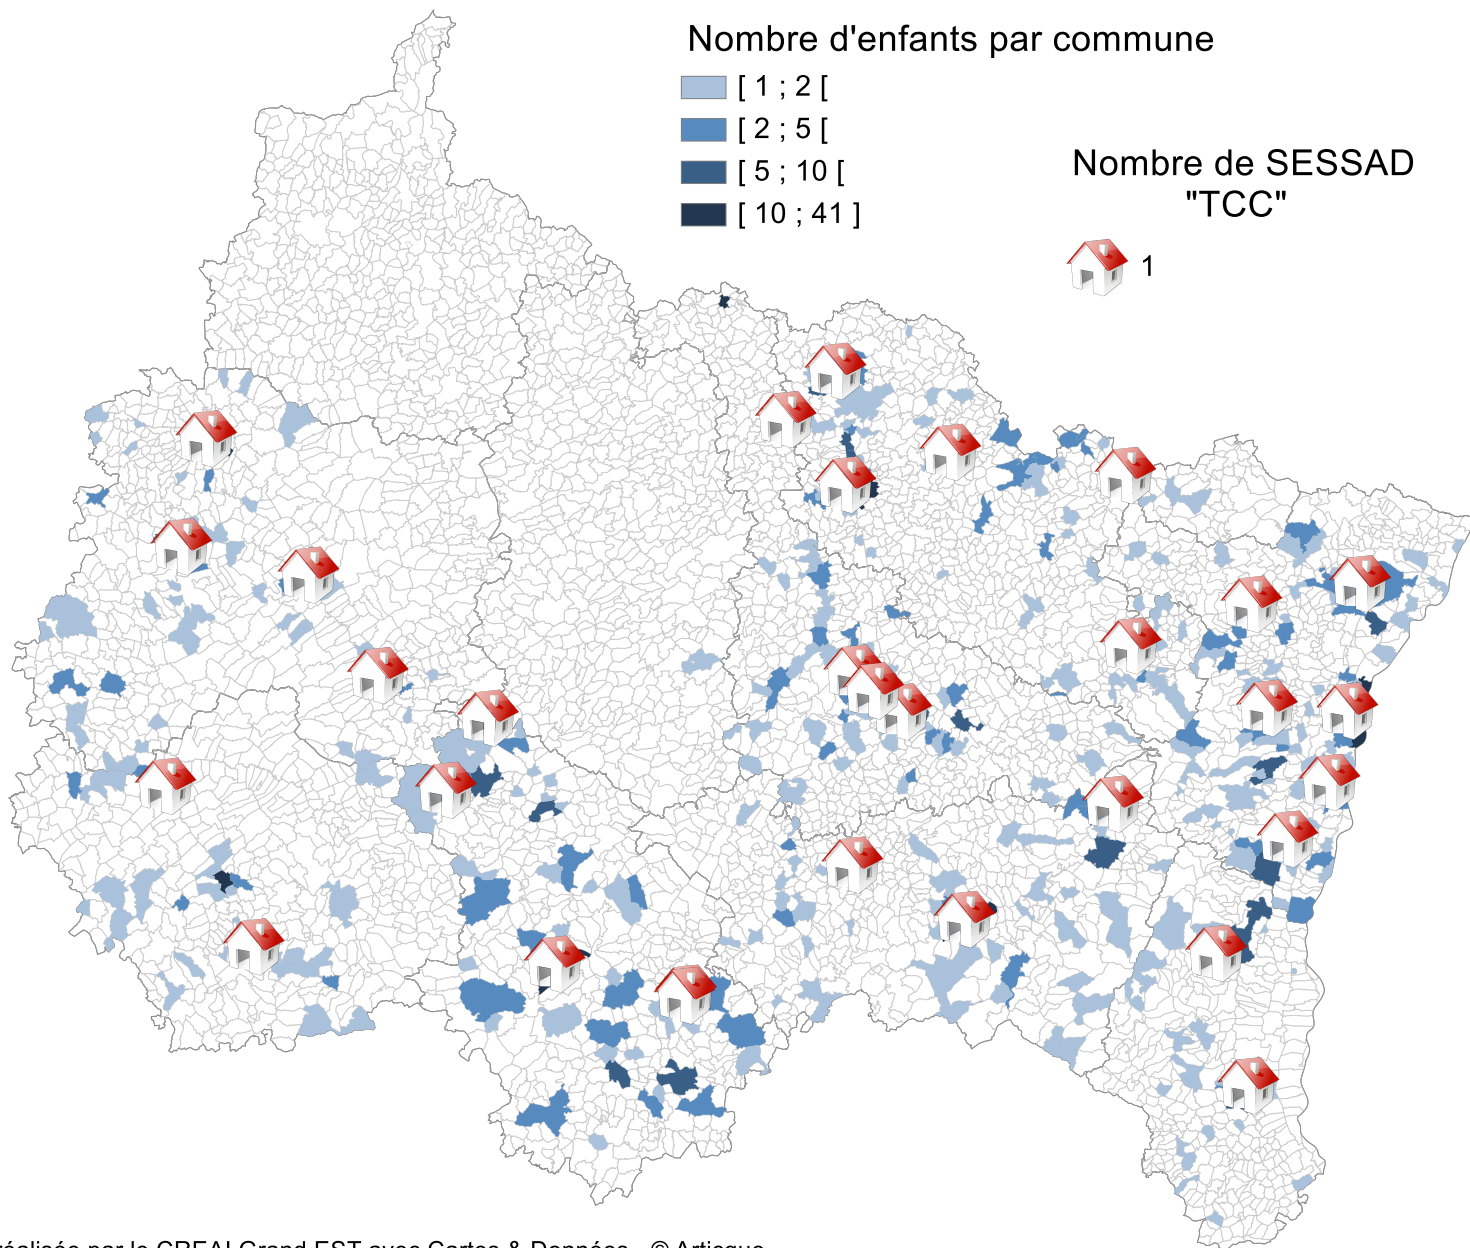 Nombre d'enfants par commune
[ 1 ; 2 [
[ 2 ; 5 [
[ 5 ; 10 [
[ 10 ; 41 ]
Nombre de SESSAD
"TCC"
1
réalisée par le CREAI Grand EST avec Cartes & Données - © Articque